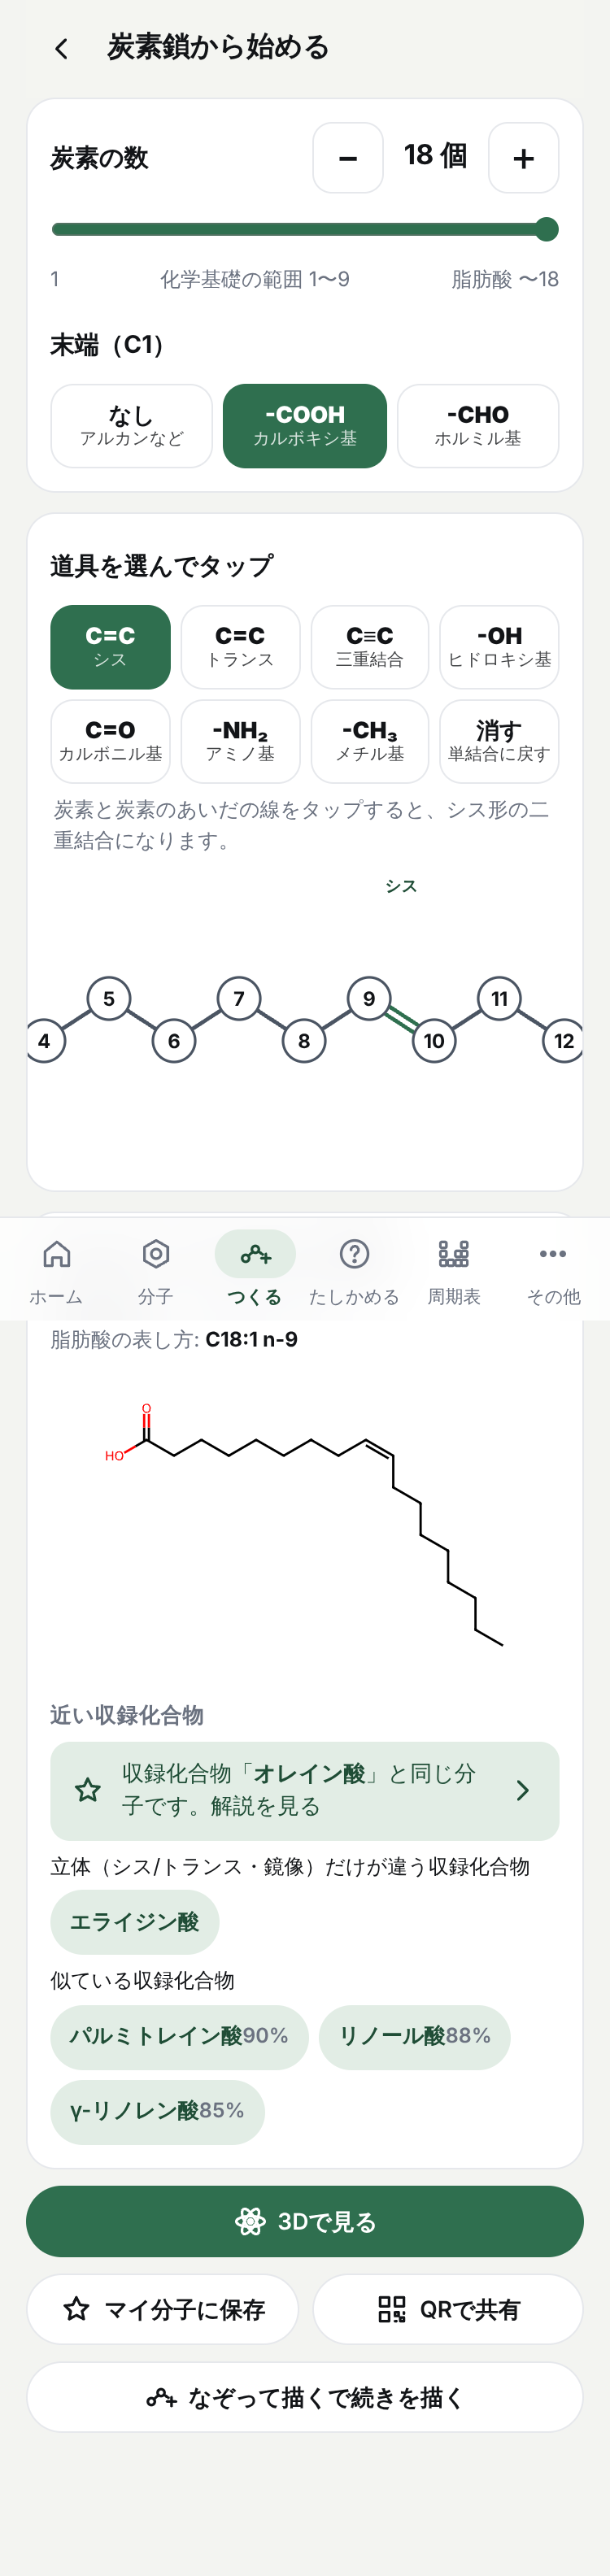 炭素鎖から始める
炭素の数
− 18 個 +
1 化学基礎の範囲 1〜9 脂肪酸 〜18
末端（C1）
なし -COOH -CHO
アルカンなど カルボキシ基 ホルミル基
道具を選んでタップ
C=C C=C C≡C -OH
シス トランス 三重結合 ヒドロキシ基
C=O -NH₂ -CH₃ 消す
カルボニル基 アミノ基 メチル基 単結合に戻す
炭素と炭素のあいだの線をタップすると、シス形の二
重結合になります。
シス
5 7 9 11
4 6 8 10 12
ホーム 分子 つくる たしかめる 周期表 その他
脂肪酸の表し方: C18:1 n-9
O
HO
近い収録化合物
収録化合物「オレイン酸」と同じ分
子です。解説を見る
立体（シス/トランス・鏡像）だけが違う収録化合物
エライジン酸
似ている収録化合物
パルミトレイン酸90% リノール酸88%
γ-リノレン酸85%
3Dで見る
マイ分子に保存 QRで共有
なぞって描くで続きを描く